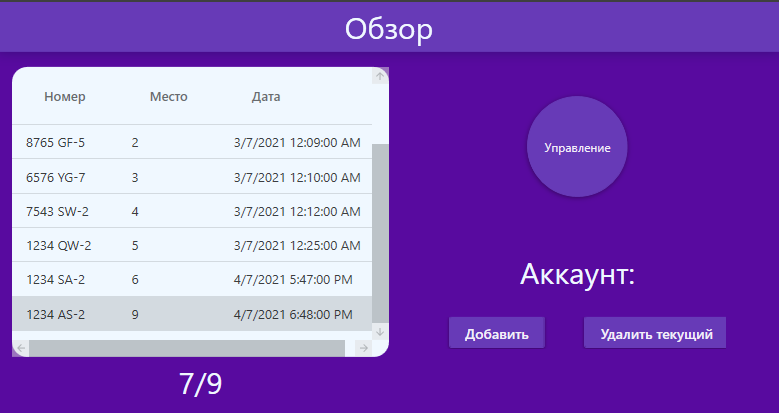 Обзор
Номер Место Дата
8765 GF-5 2 3/7/2021 12:09:00 AM
6576 YG-7 3 3/7/2021 12:10:00 AM
7543 SW-2 4 3/7/2021 12:12:00 AM
1234 QW-2 5 3/7/2021 12:25:00 AM
1234 SA-2 6 4/7/2021 5:47:00 PM
1234 AS-2 9 4/7/2021 6:48:00 PM
7/9
Управление
Аккаунт:
Добавить Удалить текущий